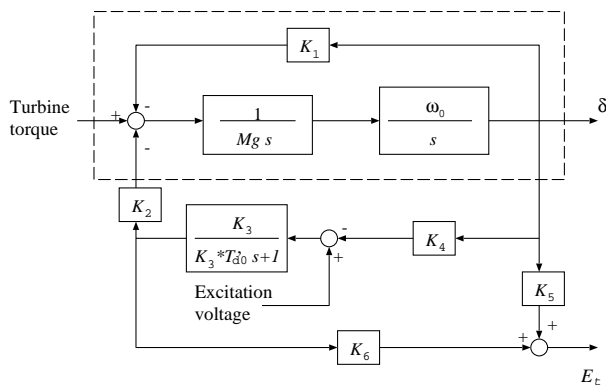 K1
-
Turbine
torque
+
-
1
Mg s
ω0
s
δ
K2
K3
K3*T'd0 s+1
-
+
K4
K5
Excitation
voltage
+
K6
+
Et